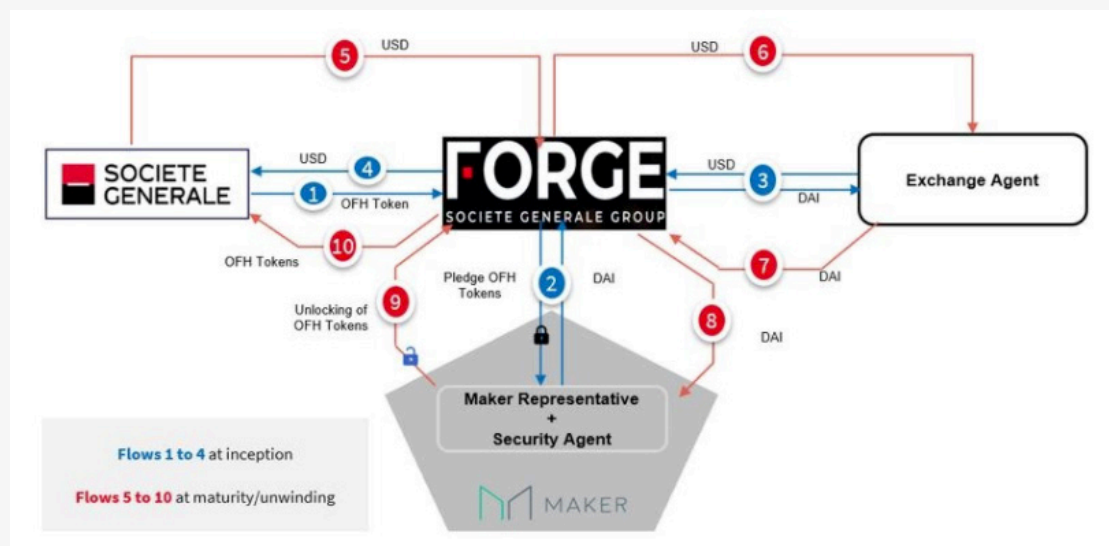 5
USD
USD
6
SOCIETE
GENERALE
USD
4
1
OFH Token
FORGE
SOCIETE GENERALE GROUP
USD
3
DAI
Exchange Agent
10
OFH Tokens
7
DAI
Pledge OFH
Tokens
2
DAI
9
Unlocking of
OFH Tokens
8
DAI
Maker Representative
+
Security Agent
MAKER
Flows 1 to 4 at inception
Flows 5 to 10 at maturity/unwinding